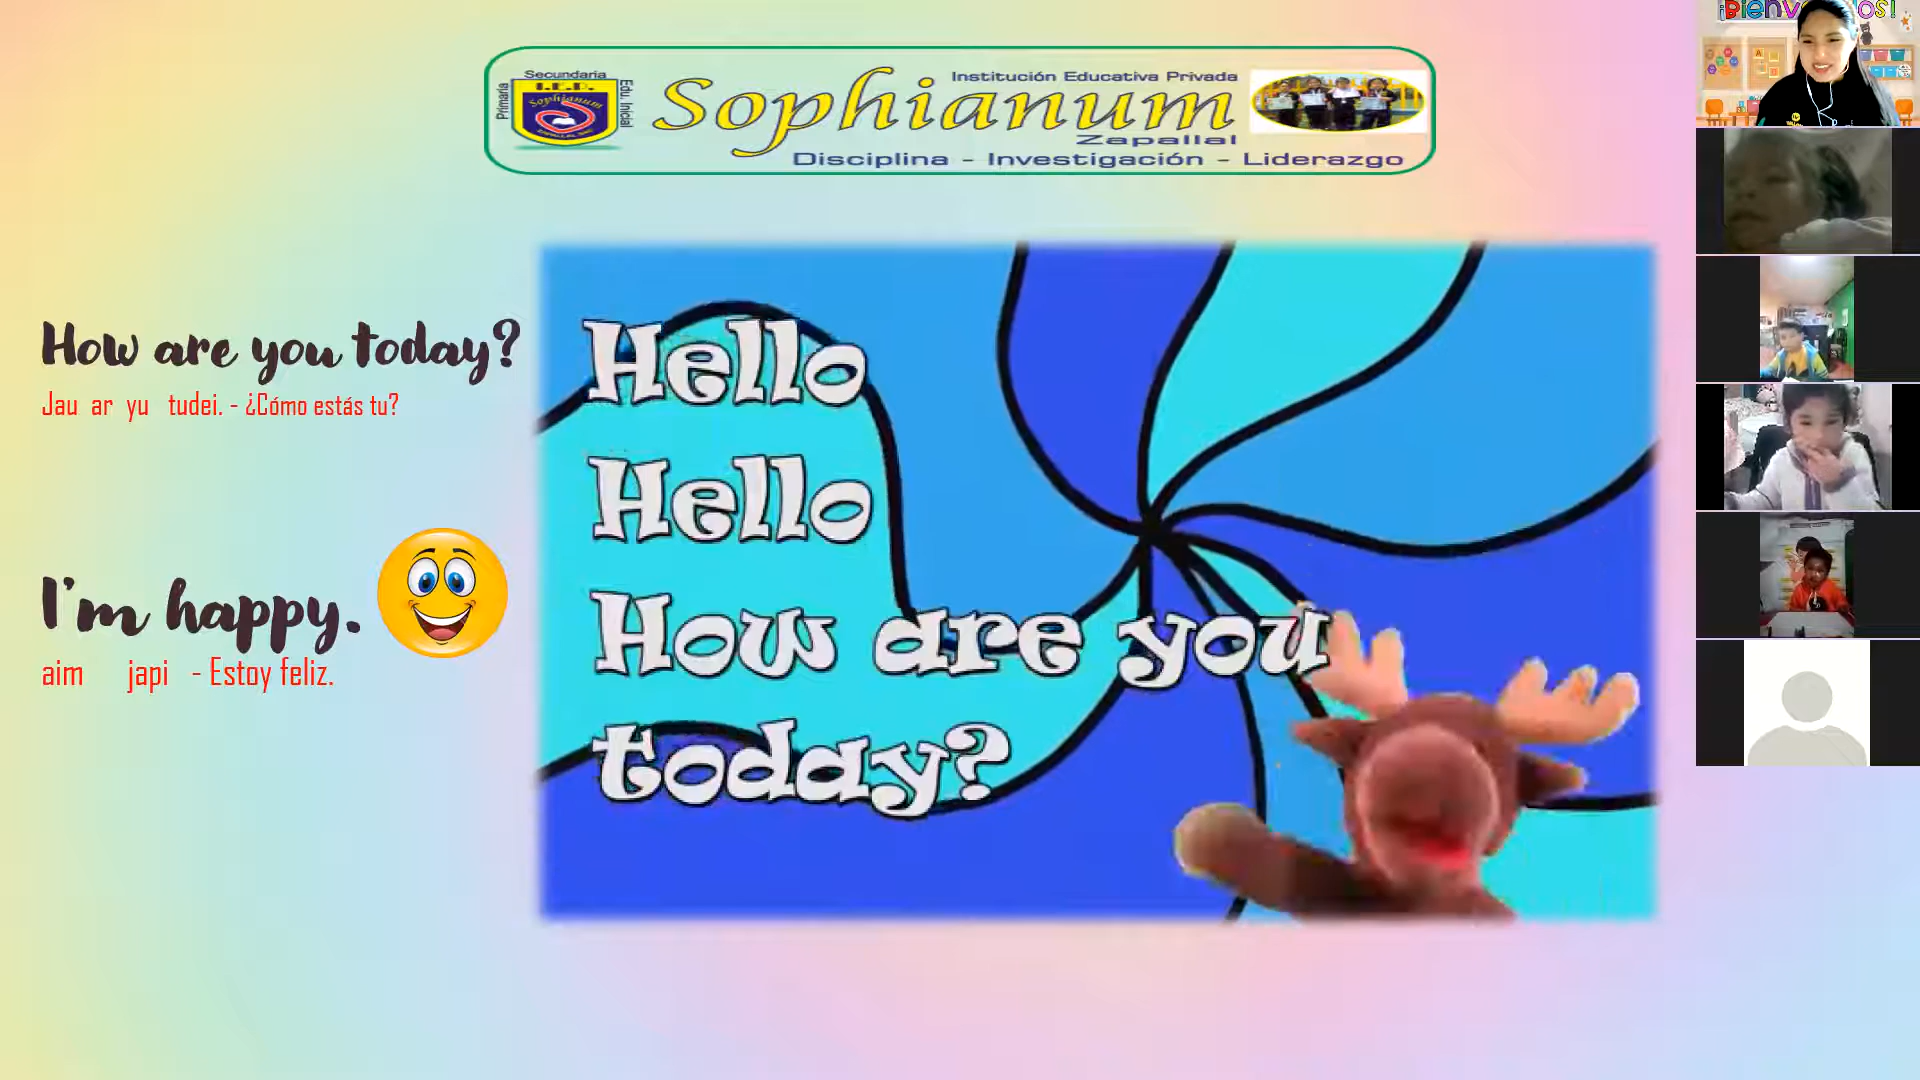 Secundaria
Primaria
Edu. Inicial
I.E.P.
Sophianum
Institución Educativa Privada
Sophianum
Zapallal
Disciplina - Investigación - Liderazgo
How are you today?
Jau ar yu tudei. - ¿Cómo estás tu?
I'm happy.
aim japi - Estoy feliz.
Hello
Hello
How are you
today?